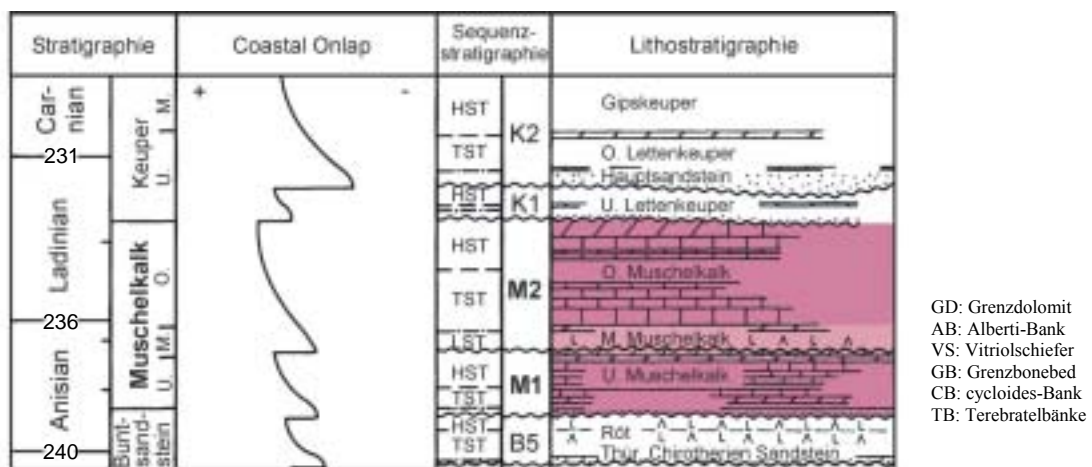 Stratigraphie
Coastal Onlap
Sequenz-
stratigraphie
Lithostratigraphie
Car-
nian
231
Ladinian
236
Anisian
240
Keuper
M.
U.
Muschelkalk
O.
M.
U.
Bunt-
sand-
stein
+
-
HST
TST
K2
HST
K1
HST
TST
LST
M2
HST
TST
M1
HST
TST
B5
Gipskeuper
O. Lettenkeuper
Hauptsandstein
U. Lettenkeuper
O. Muschelkalk
M. Muschelkalk
U. Muschelkalk
Röt
Thür. Chirotherien Sandstein
GD: Grenzdolomit
AB: Alberti-Bank
VS: Vitriolschiefer
GB: Grenzbonebed
CB: cycloides-Bank
TB: Terebratelbänke